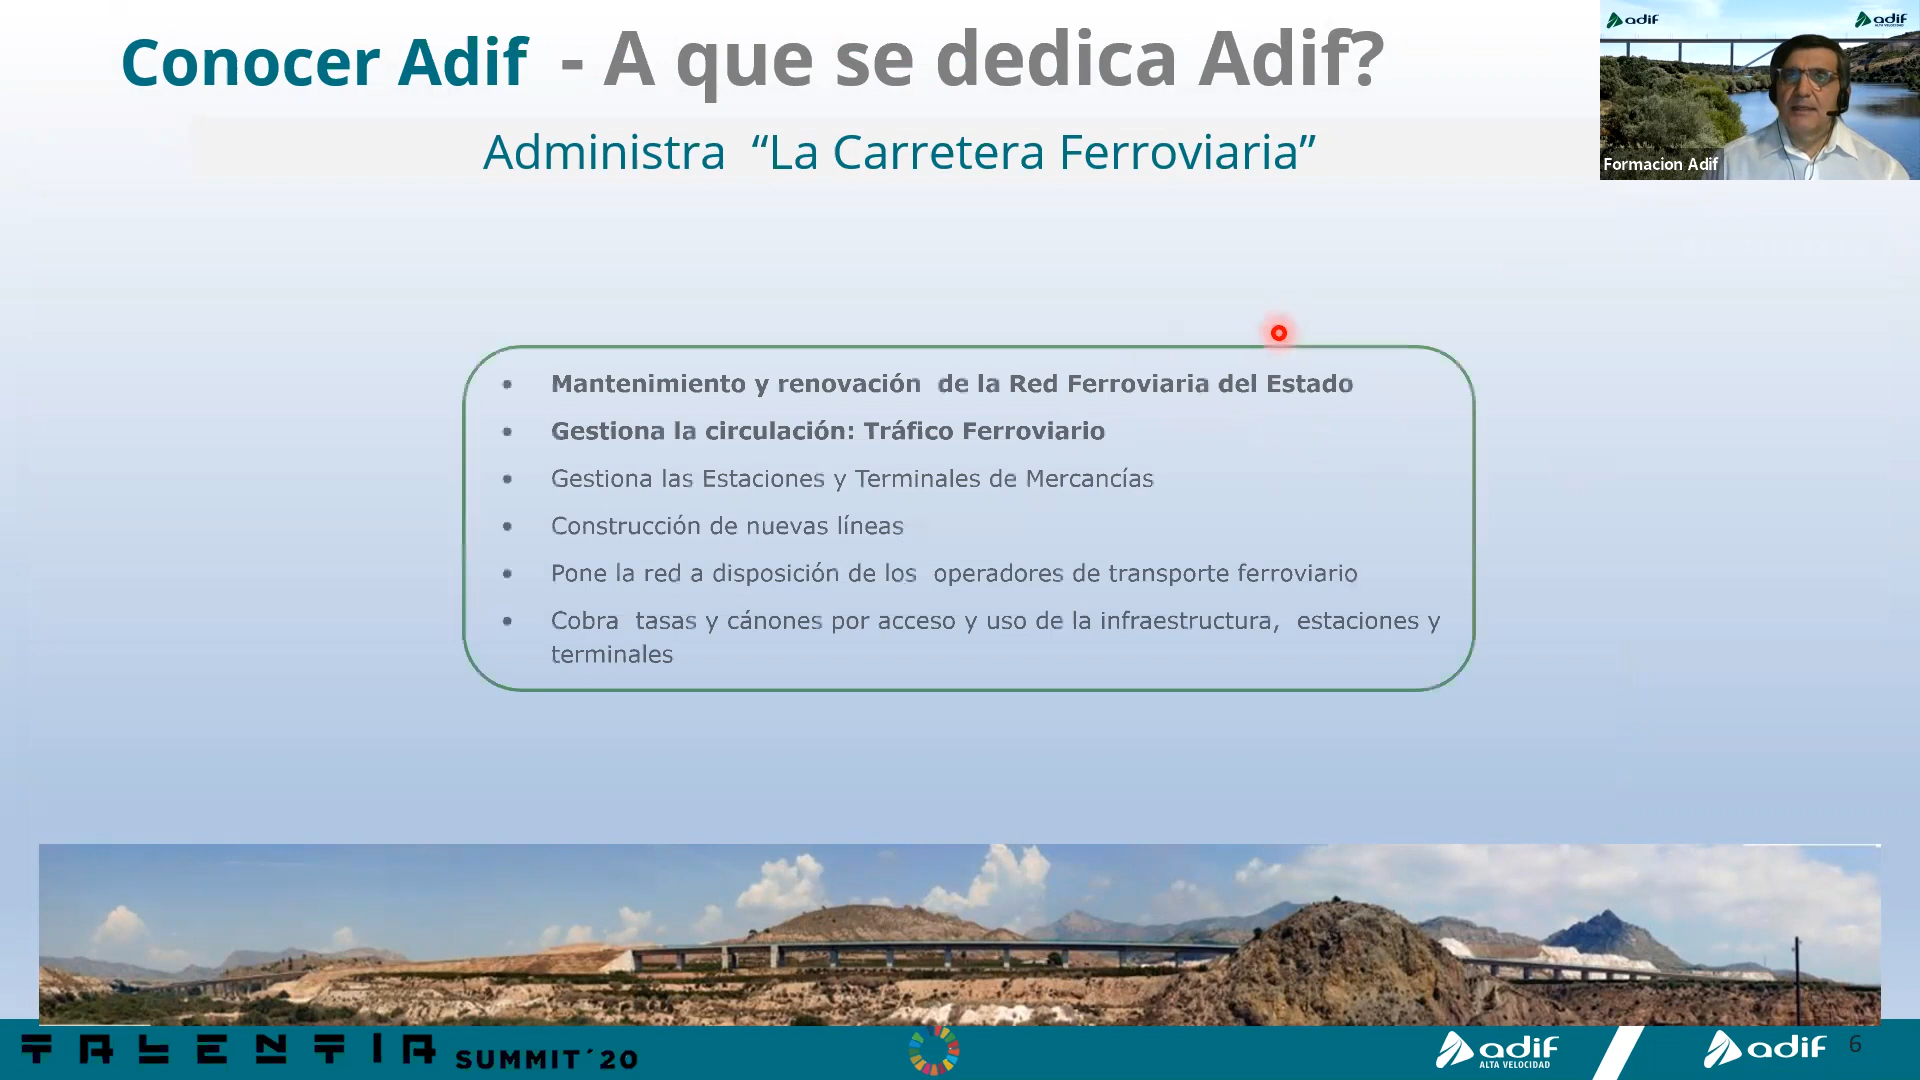 Conocer Adif - A que se dedica Adif?
Administra “La Carretera Ferroviaria”
adif
adif
ALTA VELOCIDAD
Formacion Adif
• Mantenimiento y renovación de la Red Ferroviaria del Estado
• Gestiona la circulación: Tráfico Ferroviario
• Gestiona las Estaciones y Terminales de Mercancías
• Construcción de nuevas líneas
• Pone la red a disposición de los operadores de transporte ferroviario
• Cobra tasas y cánones por acceso y uso de la infraestructura, estaciones y
terminales
TALENTIA SUMMIT´20
adif
ALTA VELOCIDAD
adif
6